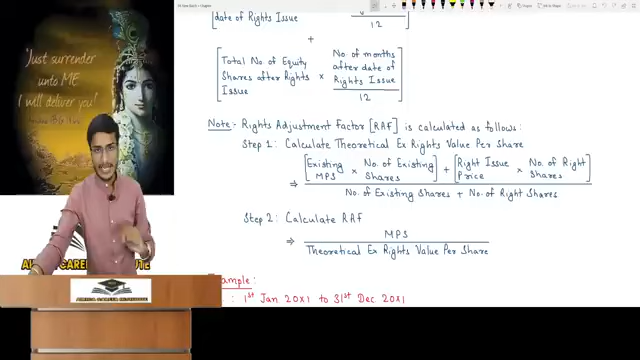 date of Rights Issue
12
+
Total No. of Equity
Shares after Rights
Issue
×
No. of months
after date of
Rights Issue
12
"Just surrender
unto ME
I will deliver you!
Note:- Rights Adjustment Factor [RAF] is calculated as follows:
Step 1: Calculate Theoretical Ex Rights Value Per Share
⇒ [Existing MPS × No. of Existing Shares] + [Right Issue Price × No. of Right Shares]
No. of Existing Shares + No. of Right Shares
Step 2: Calculate RAF
⇒ MPS
Theoretical Ex Rights Value Per Share
: 1st Jan 20x1 to 31st Dec 20x1